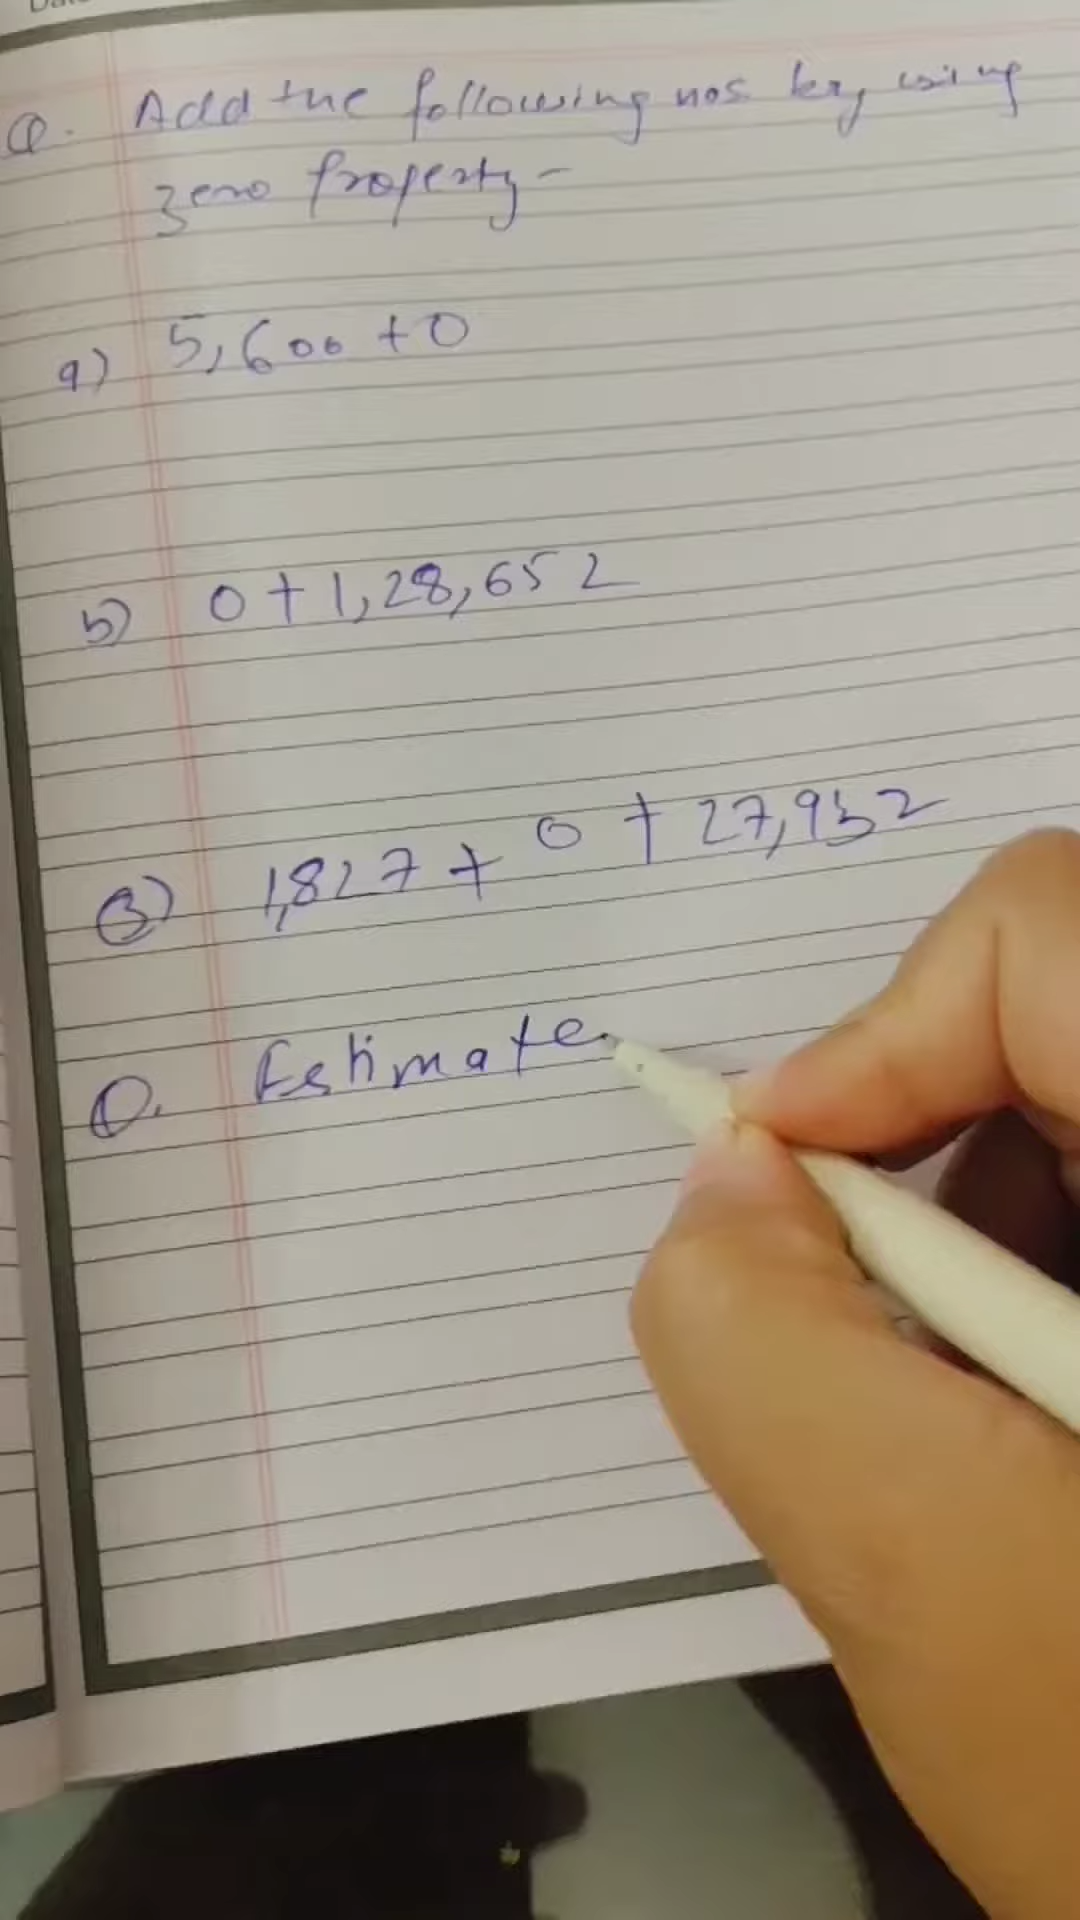 Q. Add the following nos by using
zero property -
a) 5,600 + 0
b) 0 + 1,28,652
3) 1,827 + 0 + 27,932
Q. Estimate